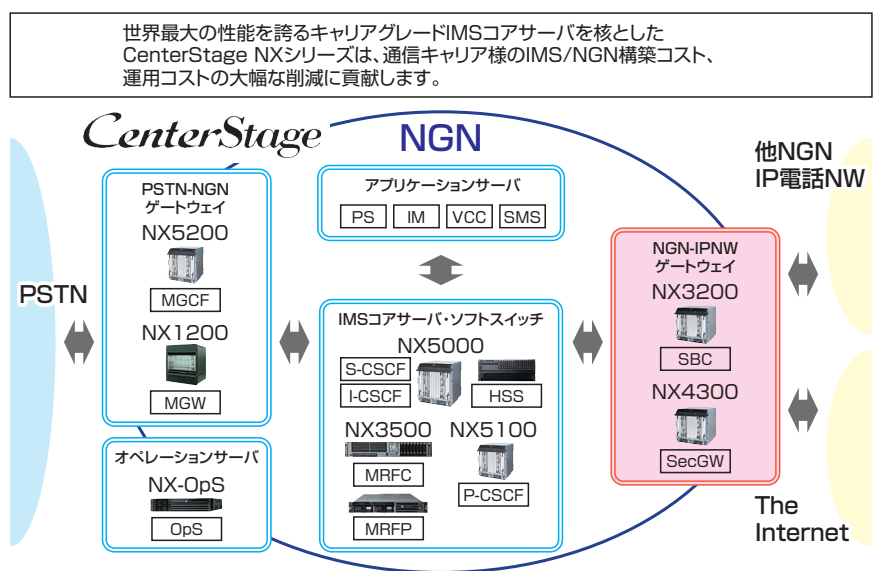 世界最大の性能を誇るキャリアグレードIMSコアサーバを核とした
CenterStage NXシリーズは、通信キャリア様のIMS/NGN構築コスト、
運用コストの大幅な削減に貢献します。
CenterStage
NGN
他NGN
IP電話NW
PSTN
PSTN-NGN
ゲートウェイ
NX5200
MGCF
NX1200
MGW
オペレーションサーバ
NX-OpS
OpS
アプリケーションサーバ
PS IM VCC SMS
IMSコアサーバ・ソフトスイッチ
NX5000
S-CSCF
I-CSCF
HSS
NX3500
MRFC
MRFP
NX5100
P-CSCF
NGN-IPNW
ゲートウェイ
NX3200
SBC
NX4300
SecGW
The
Internet